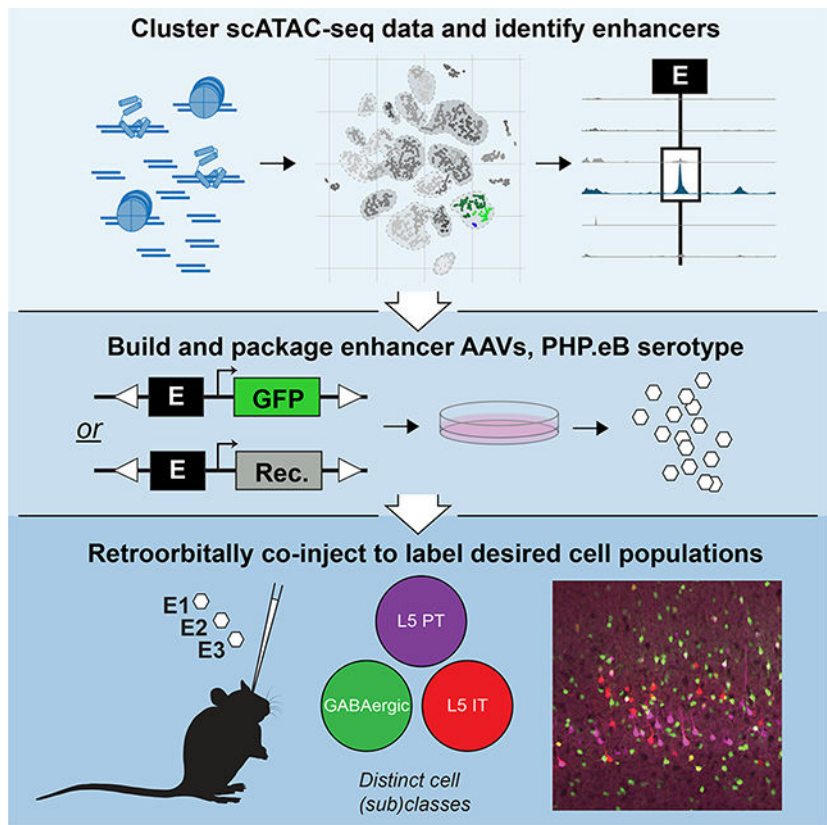 Cluster scATAC-seq data and identify enhancers
E
Build and package enhancer AAVs, PHP.eB serotype
E
GFP
or
E
Rec.
Retroorbitally co-inject to label desired cell populations
E1
E2
E3
L5 PT
GABAergic
L5 IT
Distinct cell
(sub)classes